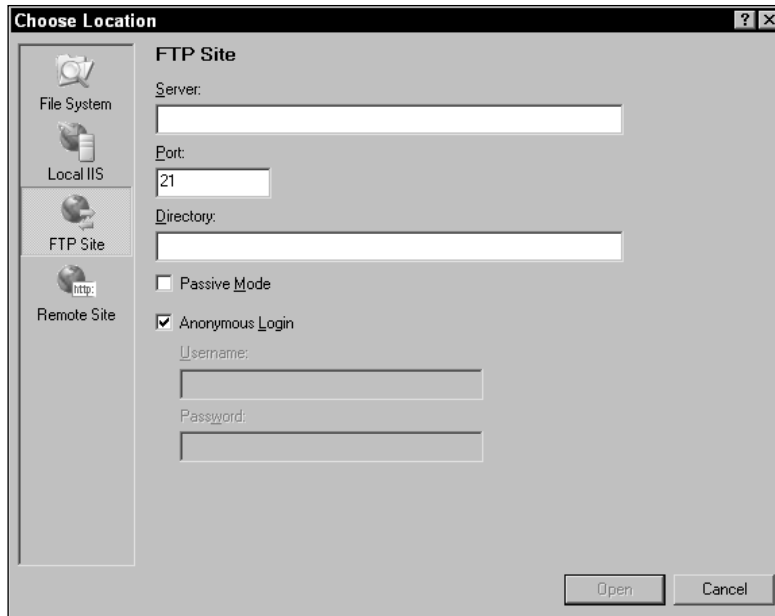 Choose Location
File System
Local IIS
FTP Site
http:
Remote Site
FTP Site
Server:
Port:
21
Directory:
Passive Mode
Anonymous Login
Username:
Password:
Open
Cancel